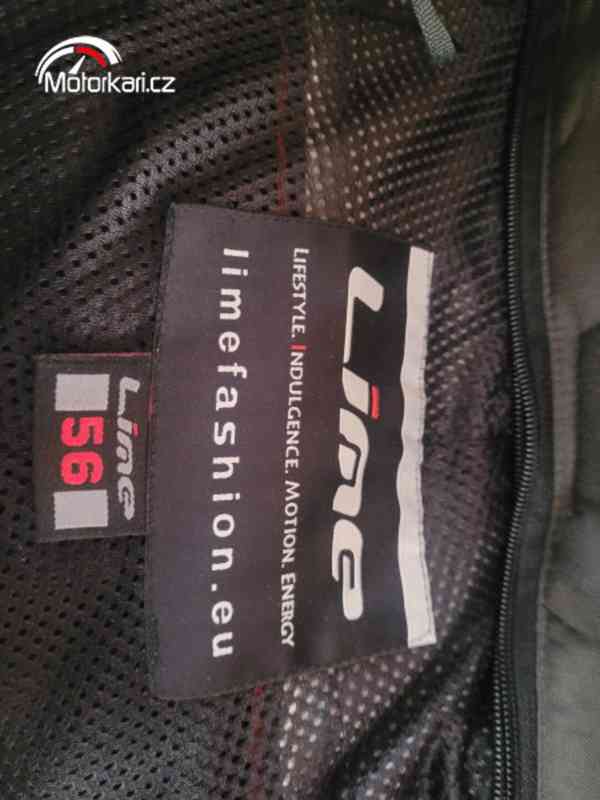 Motorkari.cz
Lime
LIFESTYLE. INDULGENCE. MOTION. ENERGY
limefashion.eu
Lime
56